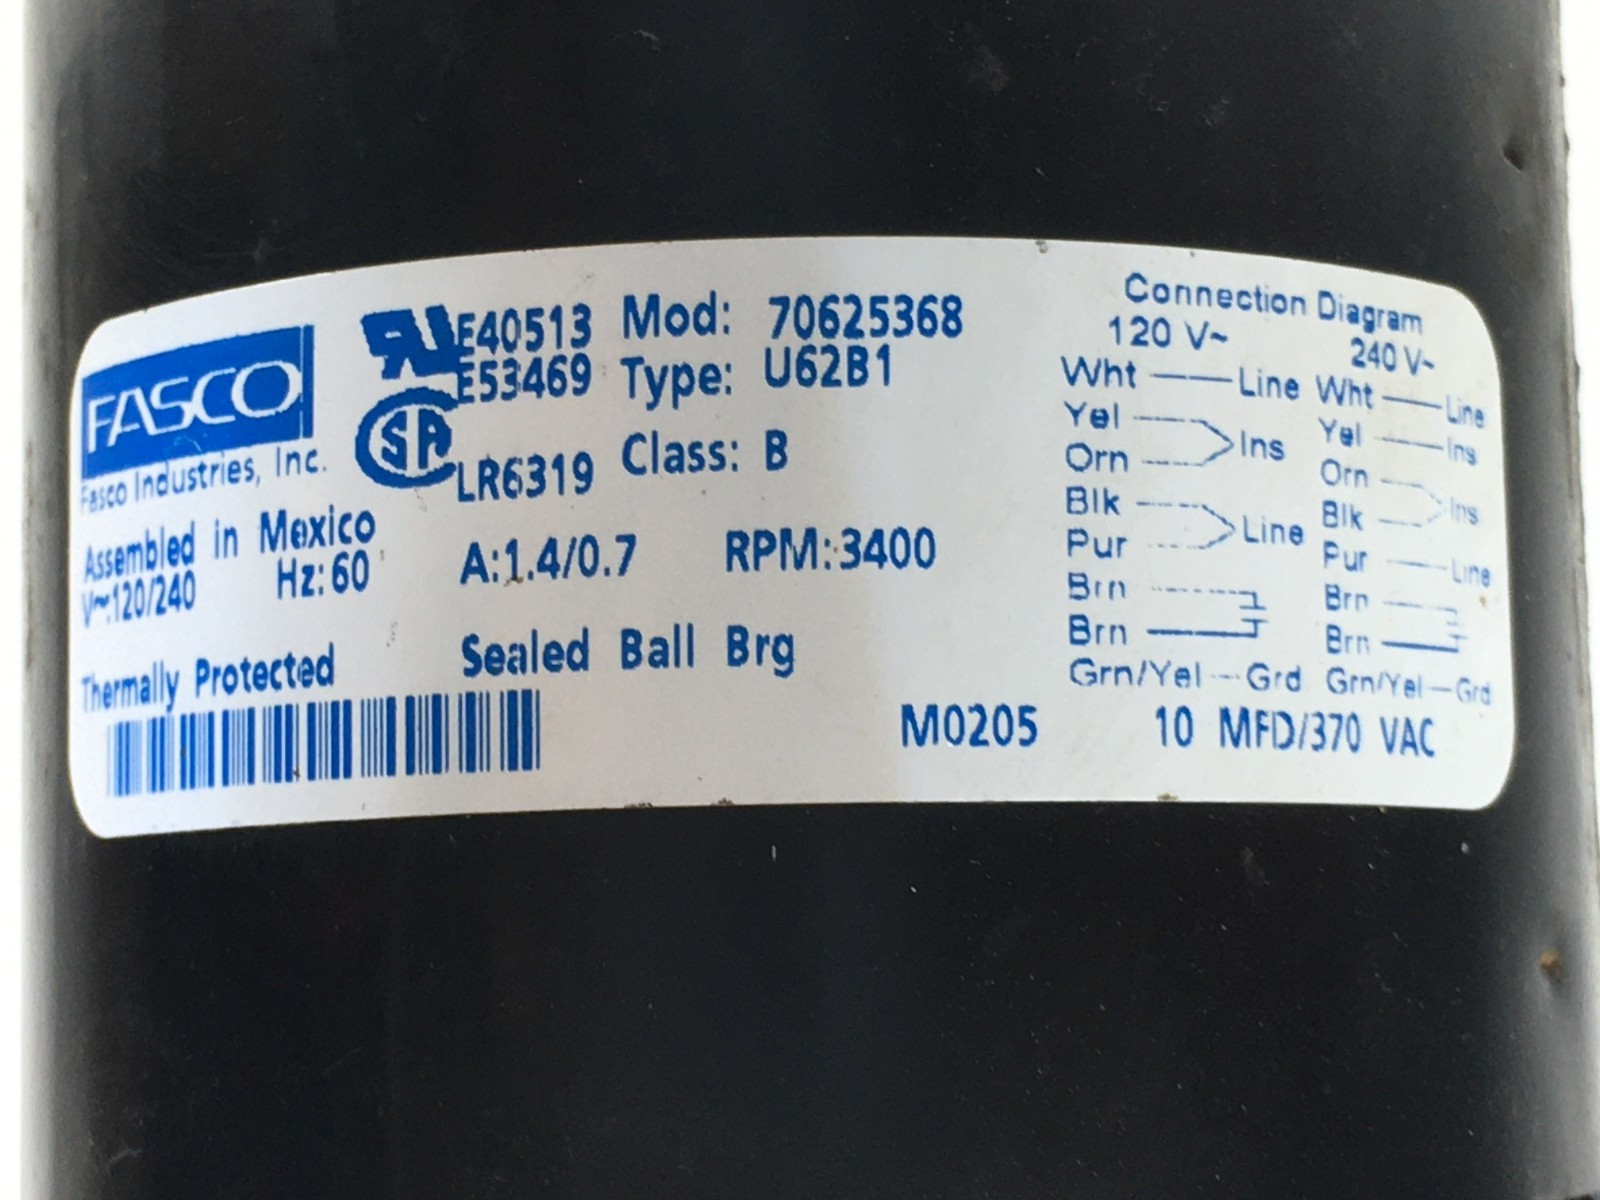 FASCO
Fasco Industries, Inc.
Assembled in Mexico
V~:120/240 Hz:60
Thermally Protected
E40513
E53469
LR6319
Mod: 70625368
Type: U62B1
Class: B
A:1.4/0.7 RPM:3400
Sealed Ball Brg
M0205
Connection Diagram
120 V~
Wht Line
Yel
Orn Ins
Blk
Pur Line
Brn
Brn
Grn/Yel Grd
240 V~
Wht Line
Yel Ins
Orn
Blk Ins
Pur Line
Brn
Brn
Grn/Yel Grd
10 MFD/370 VAC